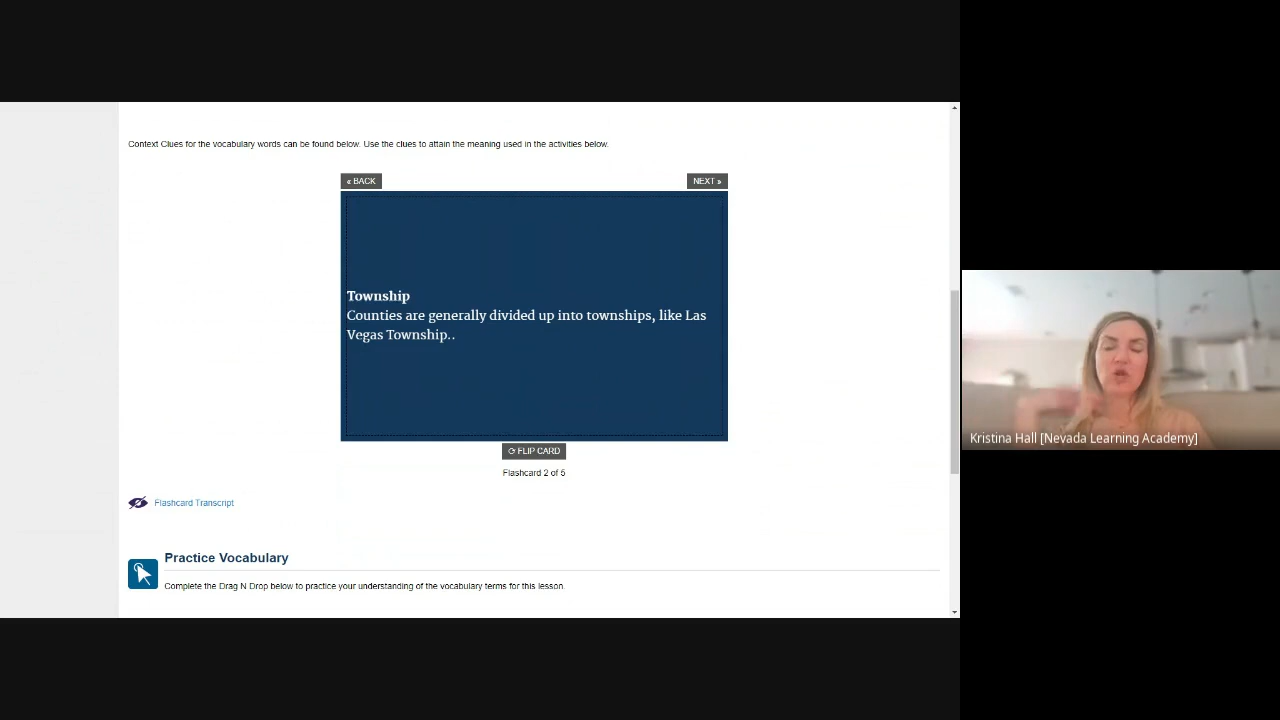 Context Clues for the vocabulary words can be found below. Use the clues to attain the meaning used in the activities below.
« BACK
NEXT »
Township
Counties are generally divided up into townships, like Las
Vegas Township..
FLIP CARD
Flashcard 2 of 5
Flashcard Transcript
Practice Vocabulary
Complete the Drag N Drop below to practice your understanding of the vocabulary terms for this lesson.
Kristina Hall [Nevada Learning Academy]